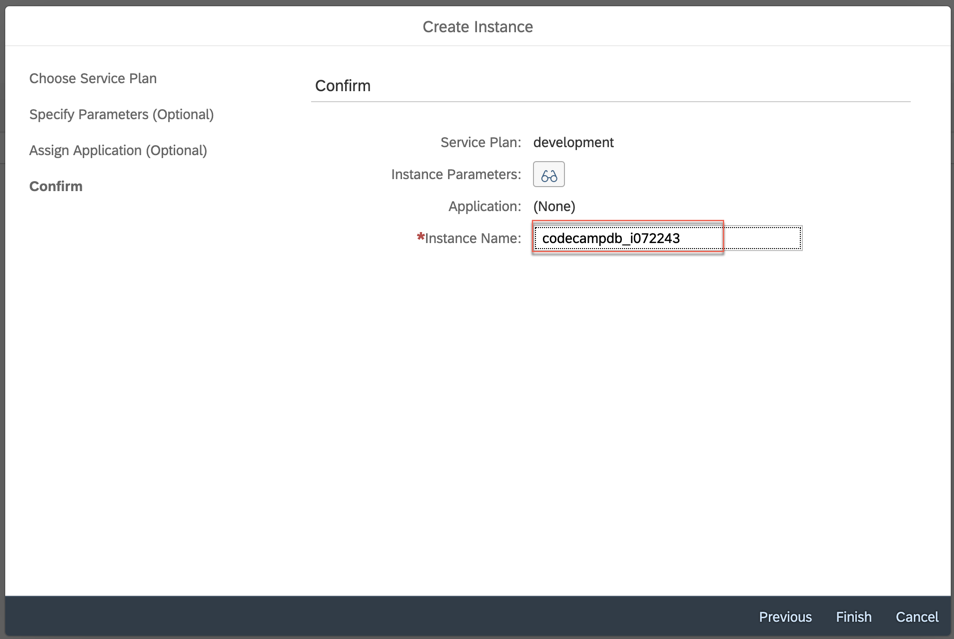 Create Instance
Choose Service Plan
Specify Parameters (Optional)
Assign Application (Optional)
Confirm
Confirm
Service Plan: development
Instance Parameters:
Application: (None)
*Instance Name: codecampdb_i072243
Previous Finish Cancel